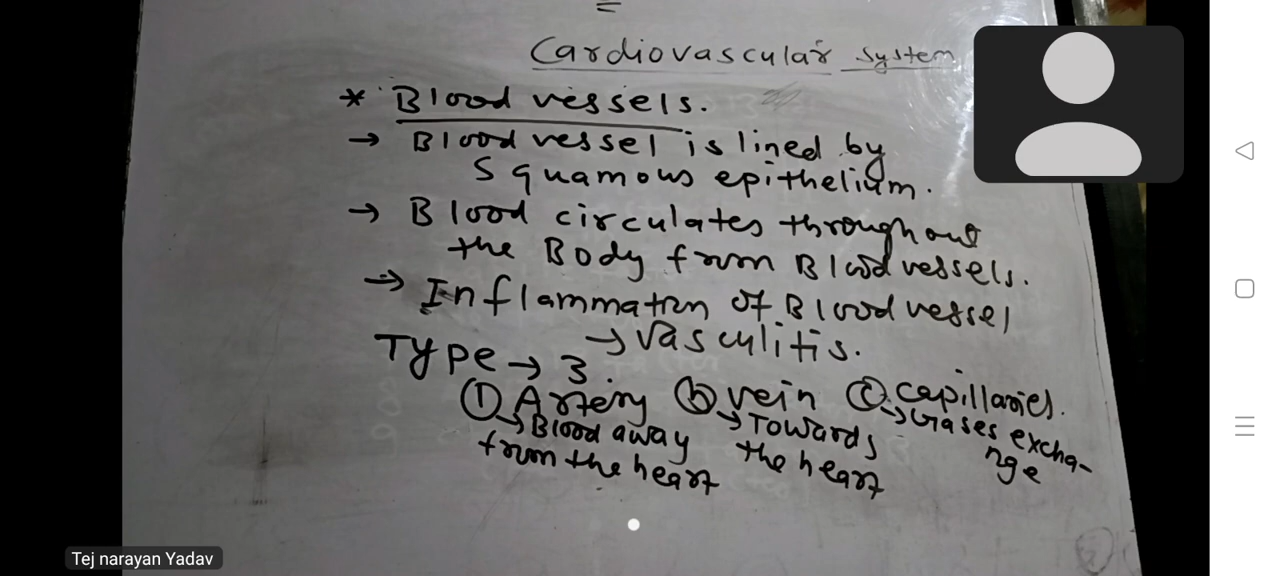 Cardiovascular system
* Blood vessels.
→ Blood vessel is lined by
Squamous epithelium.
→ Blood circulates throughout
the Body from Blood vessels.
→ Inflammation of Blood vessel
→ Vasculitis.
Type → 3.
① Artery ⓑ vein ⓒ capillaries.
→ Blood away → Towards → Gases excha-
from the heart the heart nge
Tej narayan Yadav